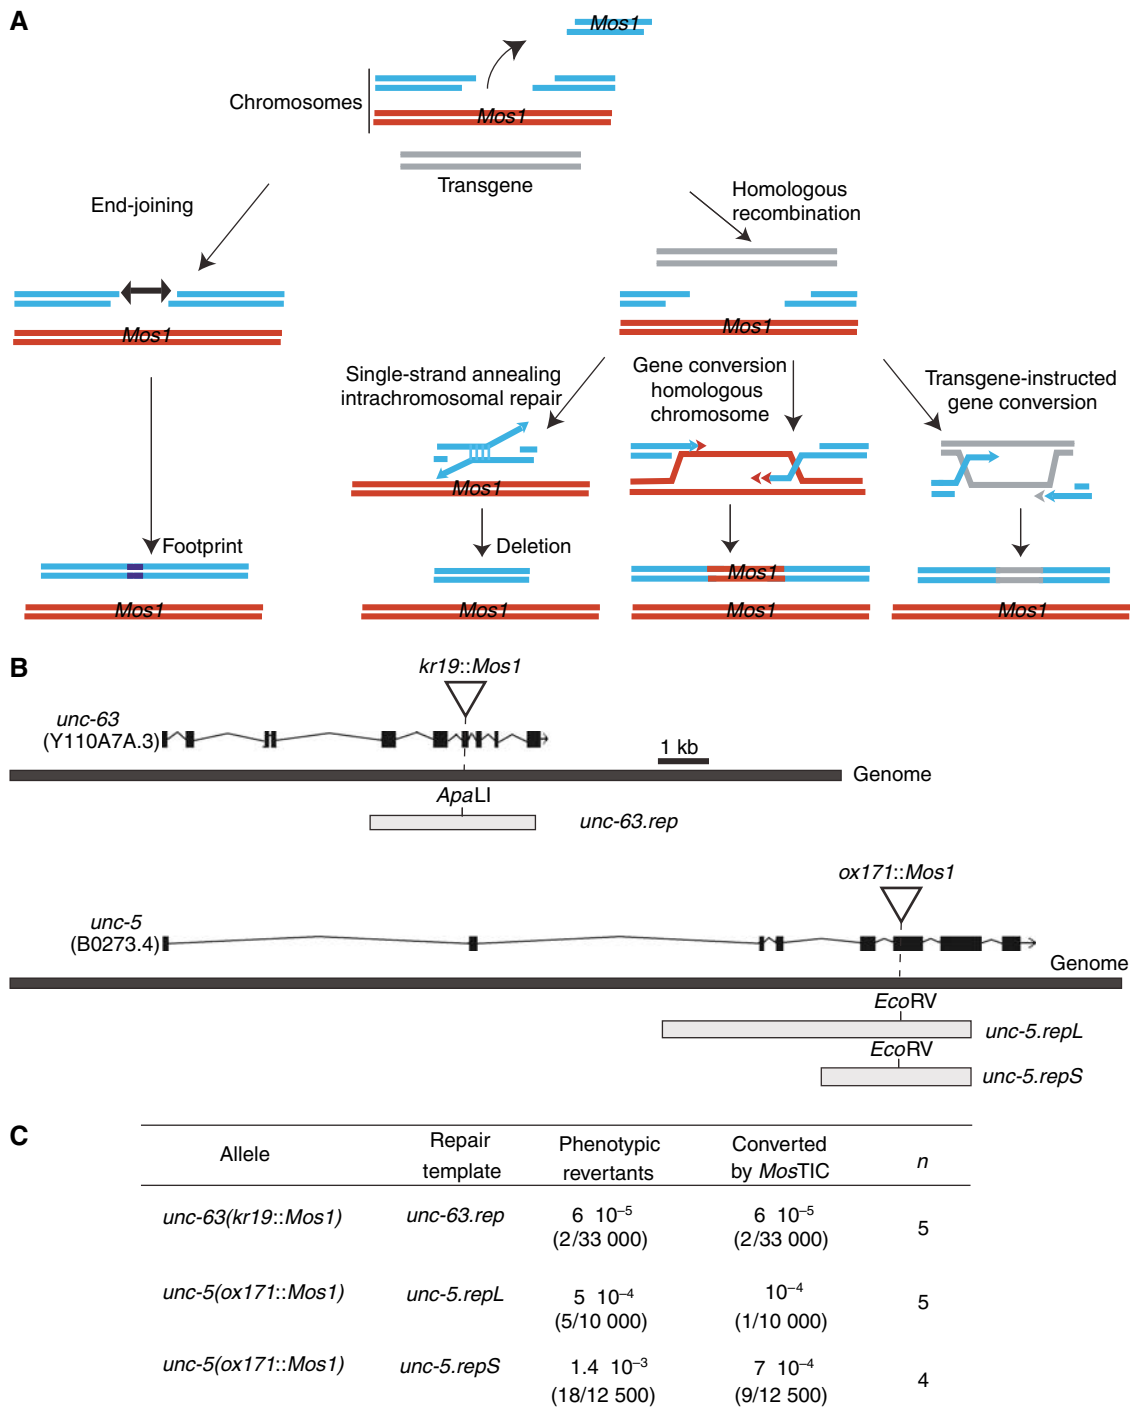 A
Mos1
Chromosomes
Mos1
Transgene
End-joining
Homologous
recombination
Mos1
Mos1
Single-strand annealing
intrachromosomal repair
Gene conversion
homologous
chromosome
Transgene-instructed
gene conversion
Mos1
Footprint
Deletion
Mos1
Mos1
Mos1
Mos1
Mos1
B
kr19::Mos1
unc-63
(Y110A7A.3)
1 kb
Genome
ApaLI
unc-63.rep
ox171::Mos1
unc-5
(B0273.4)
Genome
EcoRV
unc-5.repL
EcoRV
unc-5.repS
C
Allele
Repair
template
Phenotypic
revertants
Converted
by MosTIC
n
unc-63(kr19::Mos1)
unc-63.rep
6 10⁻⁵
(2/33 000)
6 10⁻⁵
(2/33 000)
5
unc-5(ox171::Mos1)
unc-5.repL
5 10⁻⁴
(5/10 000)
10⁻⁴
(1/10 000)
5
unc-5(ox171::Mos1)
unc-5.repS
1.4 10⁻³
(18/12 500)
7 10⁻⁴
(9/12 500)
4